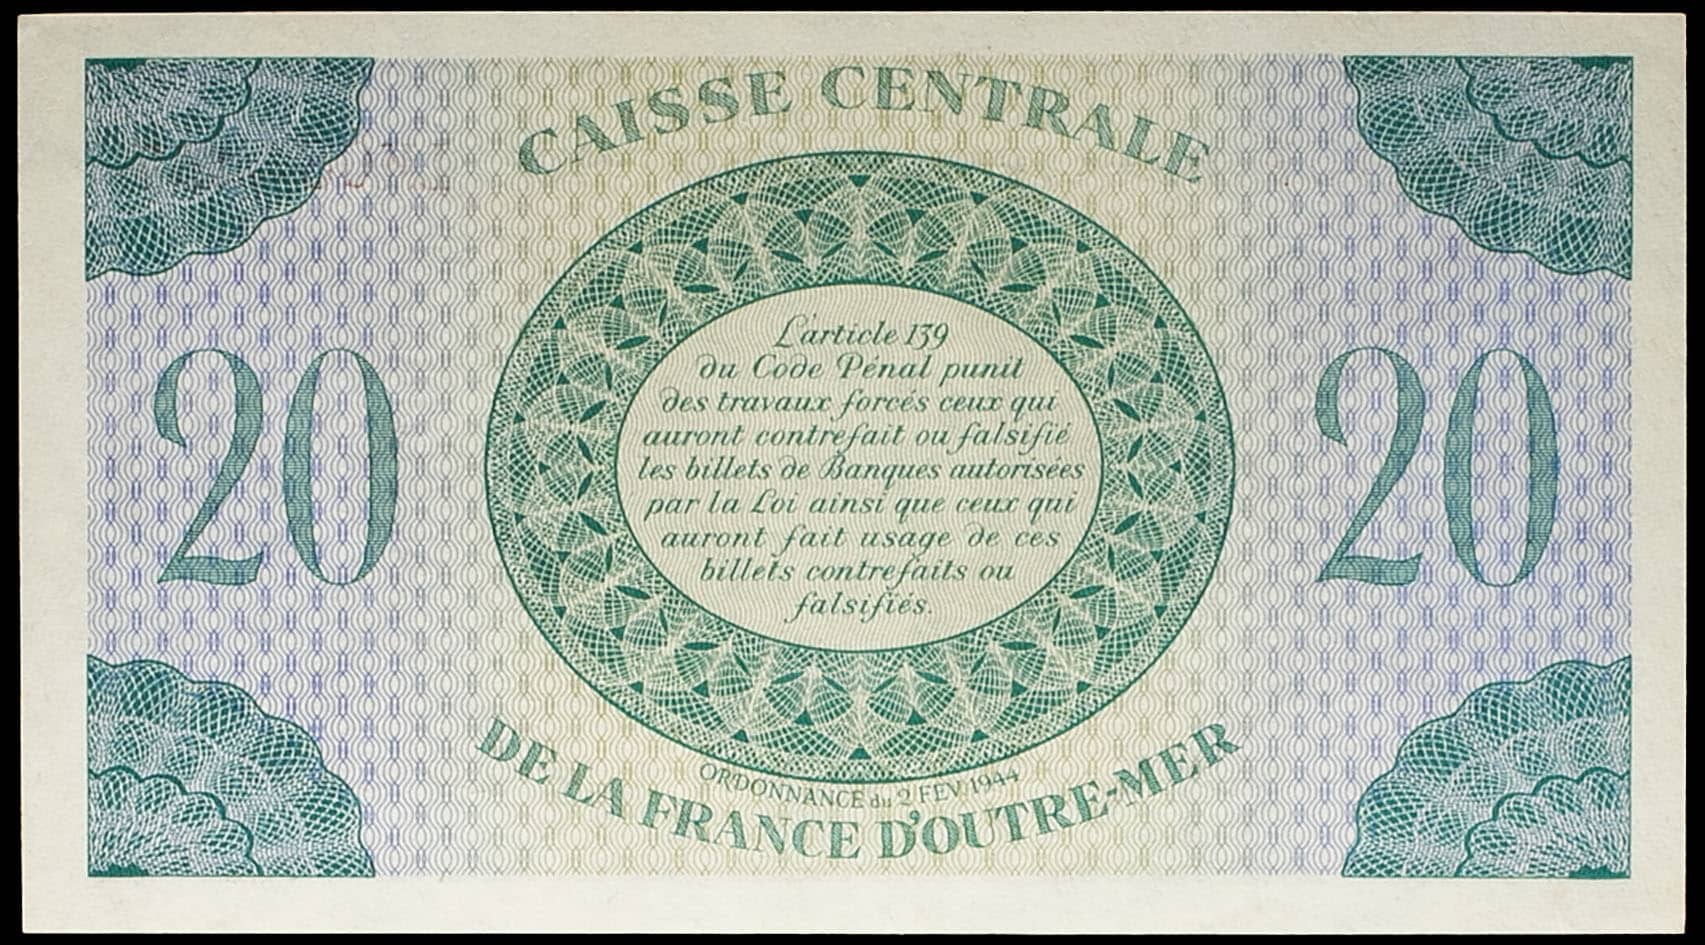 CAISSE CENTRALE
L'article 139
du Code Pénal punit
des travaux forcés ceux qui
auront contrefait ou falsifié
les billets de Banques autorisées
par la Loi ainsi que ceux qui
auront fait usage de ces
billets contrefaits ou
falsifiés.
20
20
ORDONNANCE du 2 FEV 1944
DE LA FRANCE D'OUTRE-MER